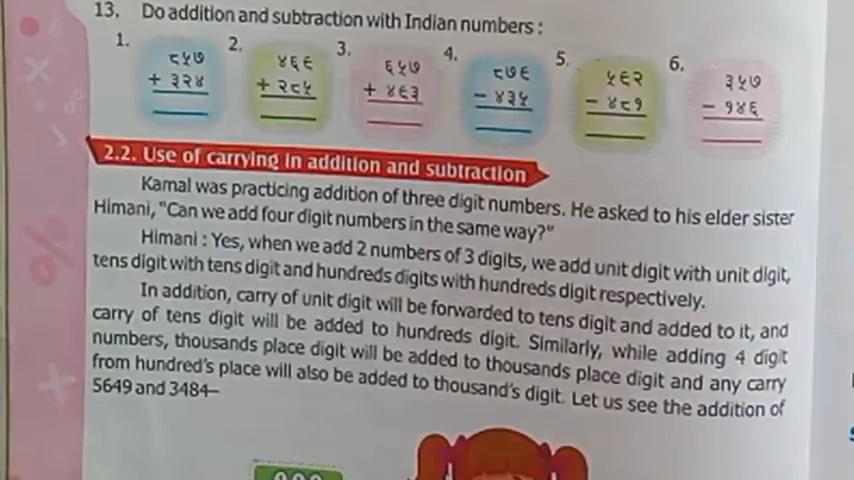 13. Do addition and subtraction with Indian numbers :
1. 2. 3. 4. 5. 6.
८५७ ४६६ ६५७ ८७६ ५६२ ३५७
+ ३२४ + २८५ + ४६३ - ४३५ - ४८१ - १४६
2.2. Use of carrying in addition and subtraction
Kamal was practicing addition of three digit numbers. He asked to his elder sister
Himani, "Can we add four digit numbers in the same way?"
Himani : Yes, when we add 2 numbers of 3 digits, we add unit digit with unit digit,
tens digit with tens digit and hundreds digits with hundreds digit respectively.
In addition, carry of unit digit will be forwarded to tens digit and added to it, and
carry of tens digit will be added to hundreds digit. Similarly, while adding 4 digit
numbers, thousands place digit will be added to thousands place digit and any carry
from hundred's place will also be added to thousand's digit. Let us see the addition of
5649 and 3484–